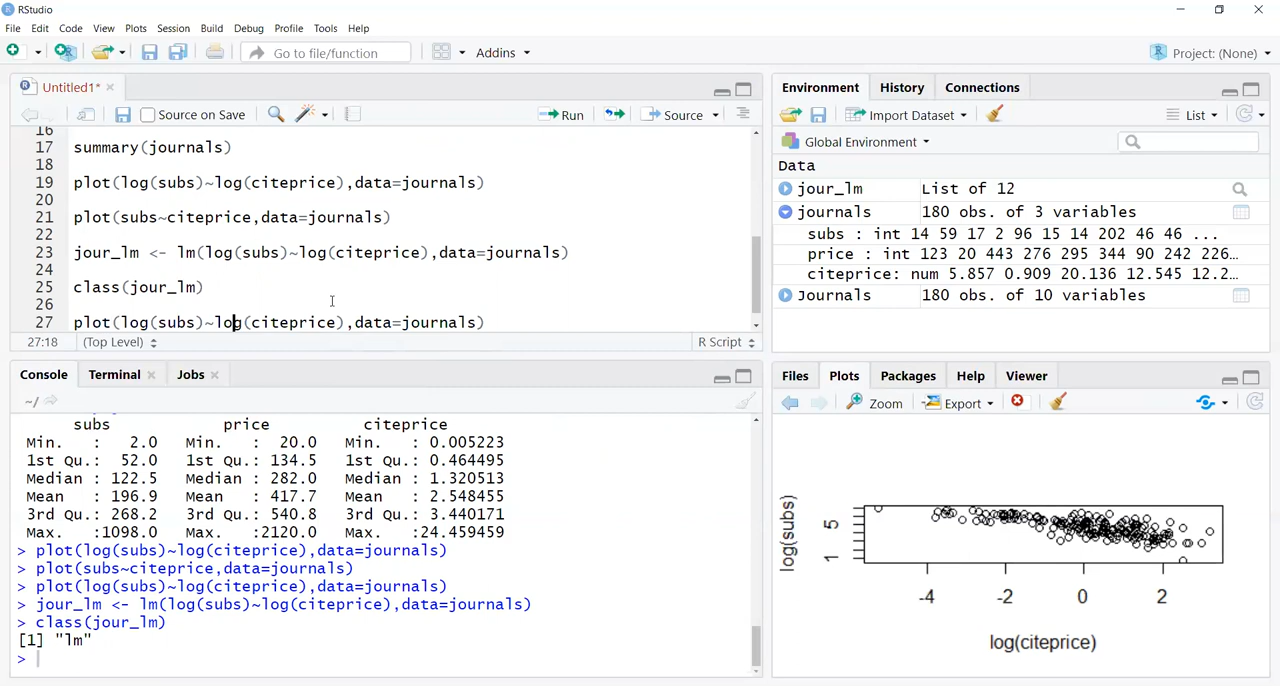 RStudio
File Edit Code View Plots Session Build Debug Profile Tools Help
Go to file/function Addins Project: (None)
Untitled1*
Source on Save Run Source
16
17 summary(journals)
18
19 plot(log(subs)~log(citeprice),data=journals)
20
21 plot(subs~citeprice,data=journals)
22
23 jour_lm <- lm(log(subs)~log(citeprice),data=journals)
24
25 class(jour_lm)
26
27 plot(log(subs)~log(citeprice),data=journals)
27:18 (Top Level) R Script
Console Terminal Jobs
~/
subs price citeprice
Min. : 2.0 Min. : 20.0 Min. : 0.005223
1st Qu.: 52.0 1st Qu.: 134.5 1st Qu.: 0.464495
Median : 122.5 Median : 282.0 Median : 1.320513
Mean : 196.9 Mean : 417.7 Mean : 2.548455
3rd Qu.: 268.2 3rd Qu.: 540.8 3rd Qu.: 3.440171
Max. :1098.0 Max. :2120.0 Max. :24.459459
> plot(log(subs)~log(citeprice),data=journals)
> plot(subs~citeprice,data=journals)
> plot(log(subs)~log(citeprice),data=journals)
> jour_lm <- lm(log(subs)~log(citeprice),data=journals)
> class(jour_lm)
[1] "lm"
>
Environment History Connections
Import Dataset List
Global Environment
Data
jour_lm List of 12
journals 180 obs. of 3 variables
subs : int 14 59 17 2 96 15 14 202 46 46 ...
price : int 123 20 443 276 295 344 90 242 226…
citeprice: num 5.857 0.909 20.136 12.545 12.2…
Journals 180 obs. of 10 variables
Files Plots Packages Help Viewer
Zoom Export
log(subs)
5
1
-4 -2 0 2
log(citeprice)